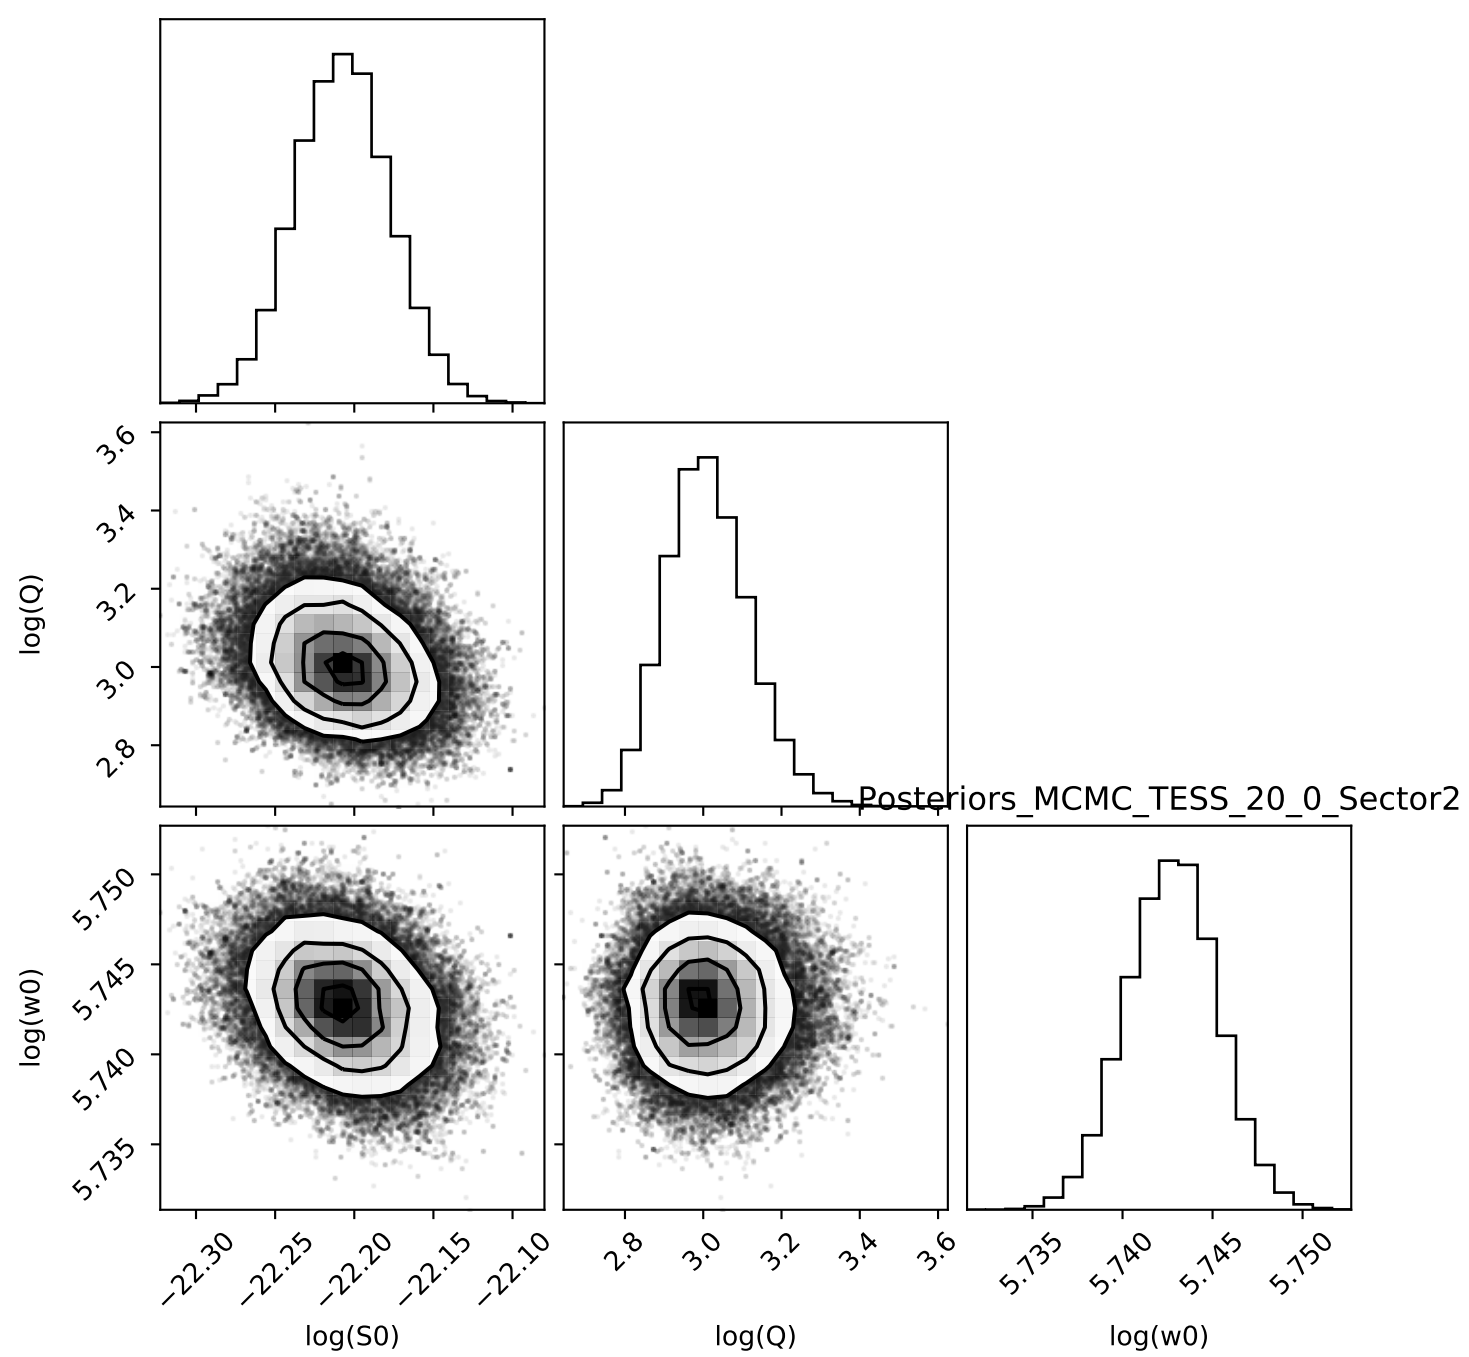 3.6
3.4
3.2
3.0
2.8
log(Q)
Posteriors_MCMC_TESS_20_0_Sector2
5.750
5.745
5.740
5.735
log(w0)
−22.30 −22.25 −22.20 −22.15 −22.10 2.8 3.0 3.2 3.4 3.6 5.735 5.740 5.745 5.750
log(S0) log(Q) log(w0)